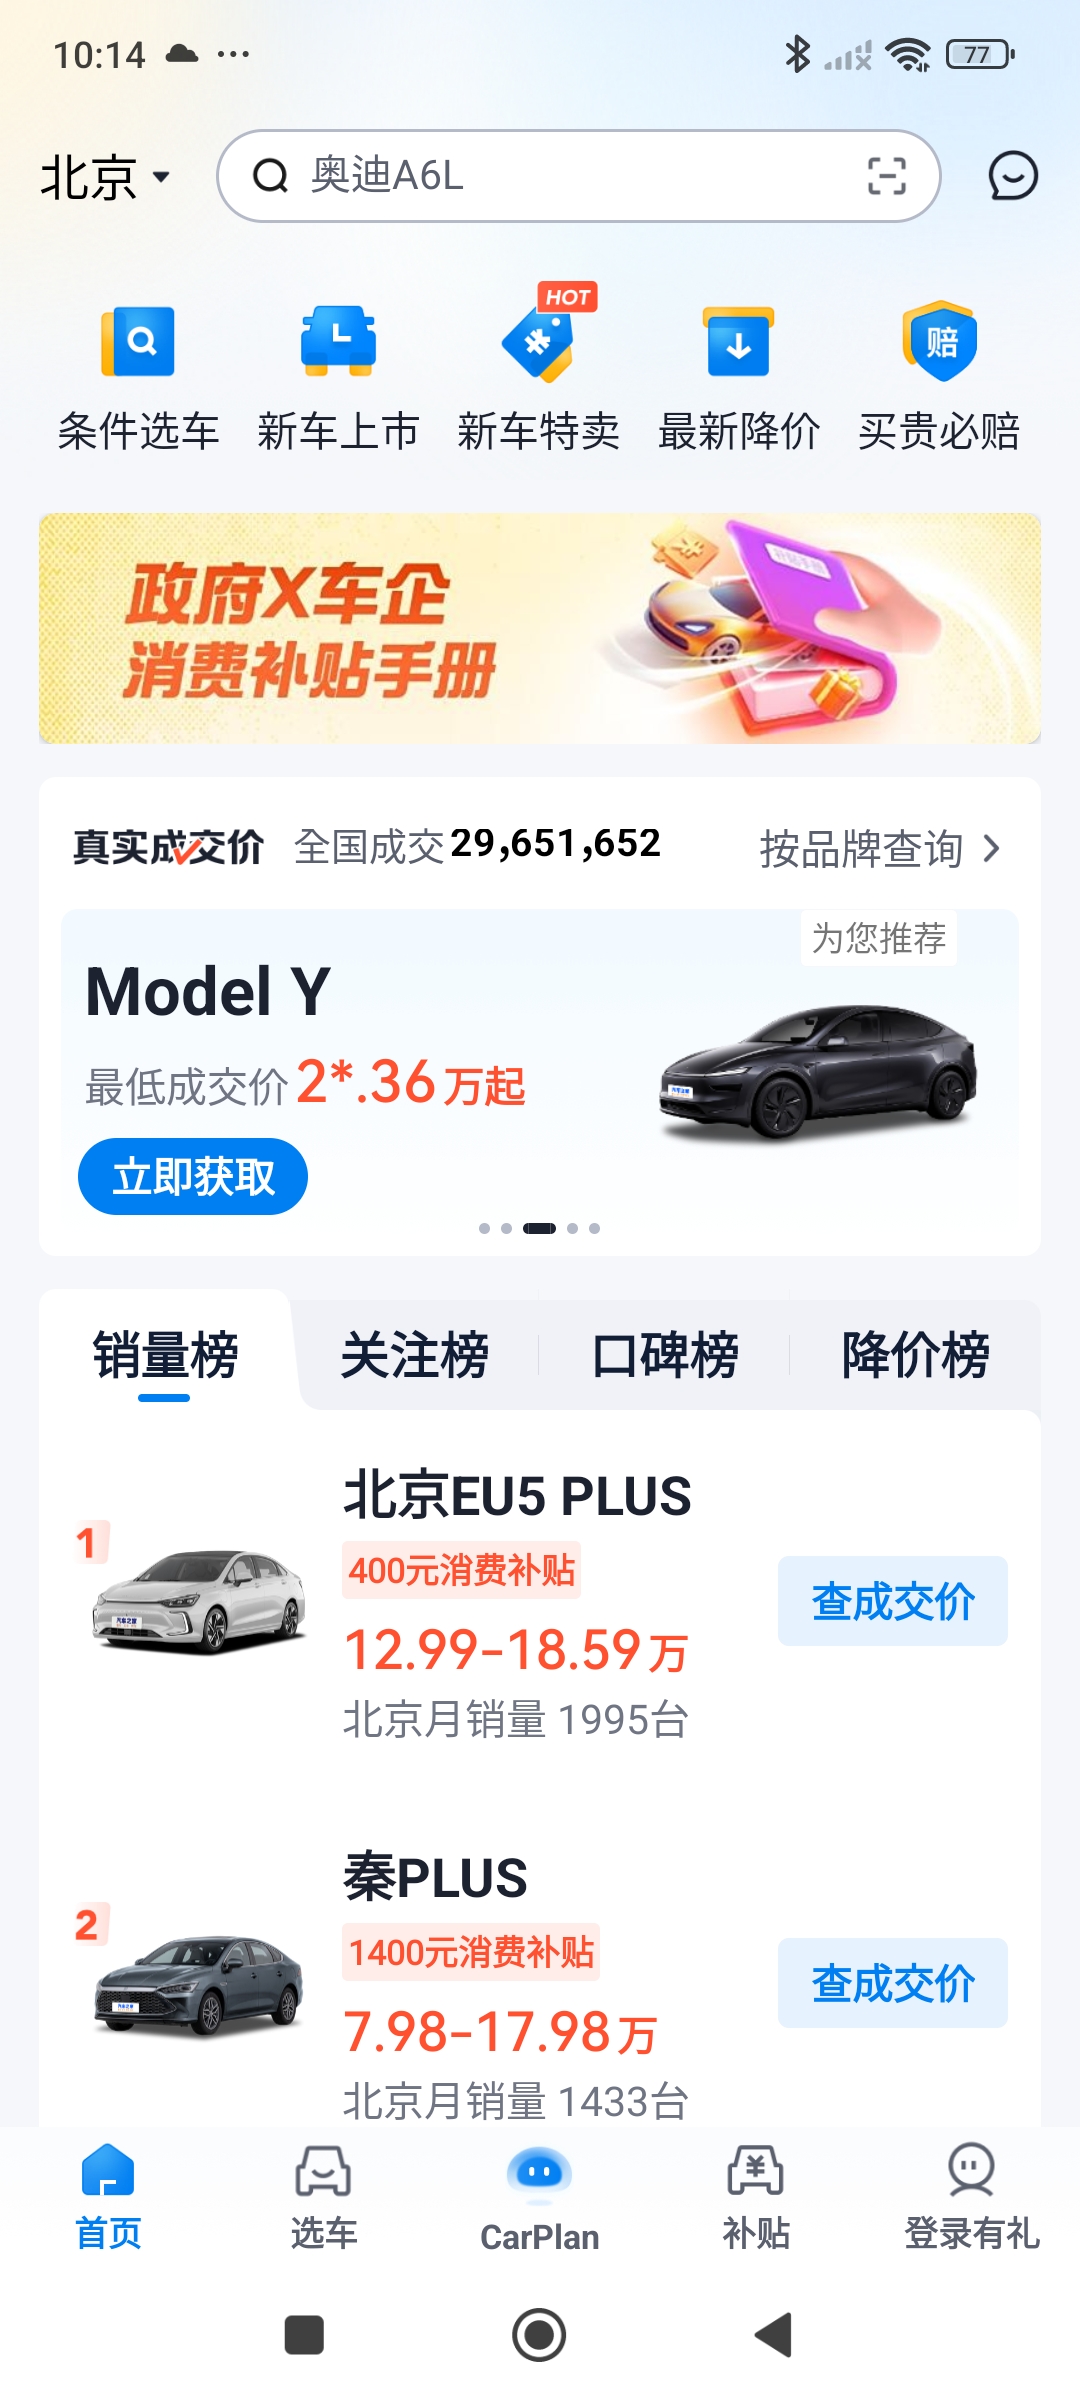 10:14
77
北京
奥迪A6L
HOT
赔
条件选车
新车上市
新车特卖
最新降价
买贵必赔
政府X车企
消费补贴手册
真实成交价
全国成交 29,651,652
按品牌查询
为您推荐
Model Y
最低成交价 2*.36 万起
立即获取
销量榜
关注榜
口碑榜
降价榜
1
北京EU5 PLUS
400元消费补贴
12.99-18.59万
北京月销量 1995台
查成交价
2
秦PLUS
1400元消费补贴
7.98-17.98万
北京月销量 1433台
查成交价
首页
选车
CarPlan
补贴
登录有礼